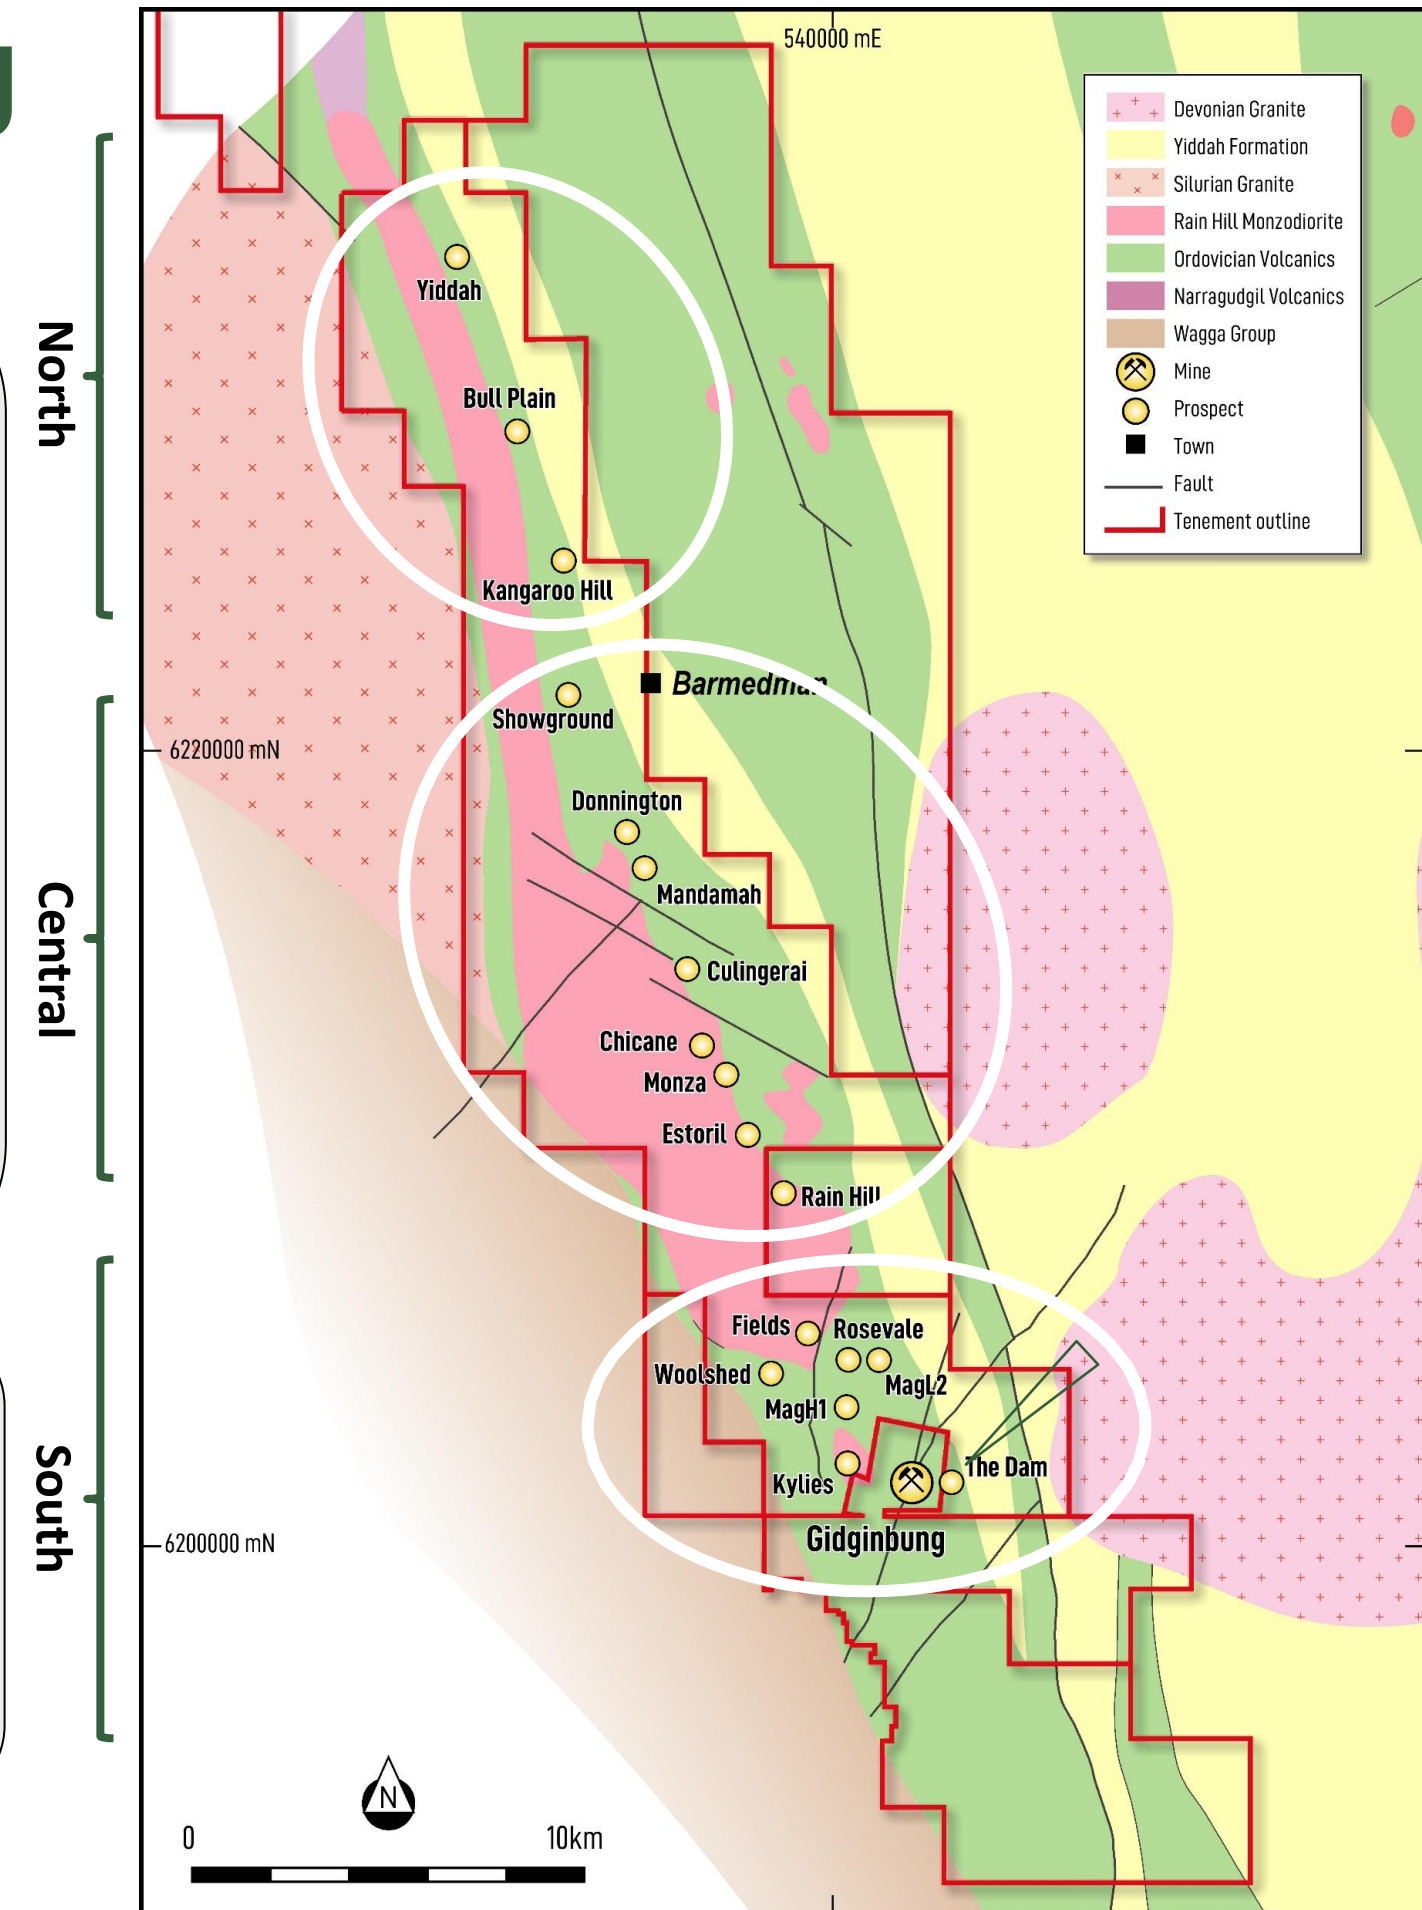 540000 mE
Devonian Granite
Yiddah Formation
Silurian Granite
Rain Hill Monzodiorite
Ordovician Volcanics
Narragudgil Volcanics
Wagga Group
Mine
Prospect
Town
Fault
Tenement outline
North
Yiddah
Bull Plain
Kangaroo Hill
Central
Barmedman
Showground
6220000 mN
Donnington
Mandamah
Culingerai
Chicane
Monza
Estoril
Rain Hill
South
Fields
Rosevale
Woolshed
MagL2
MagH1
The Dam
Kylies
Gidginbung
6200000 mN
N
0
10km